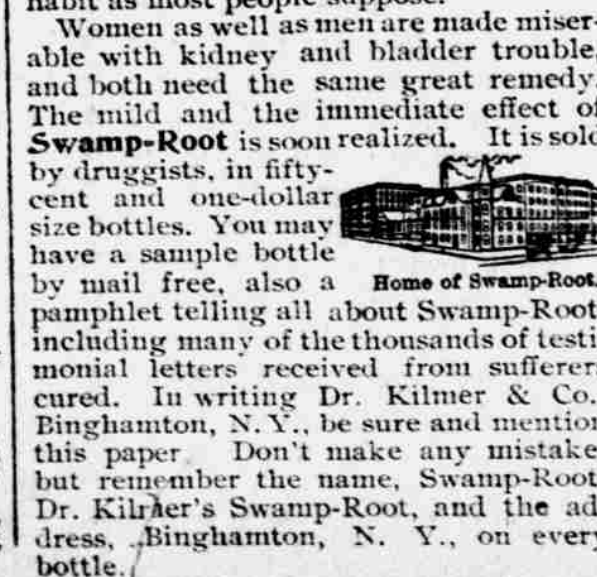 habit as most people suppose.
Women as well as men are made miser-
able with kidney and bladder trouble,
and both need the same great remedy.
The mild and the immediate effect of
Swamp-Root is soon realized. It is sold
by druggists, in fifty-
cent and one-dollar
size bottles. You may
have a sample bottle
by mail free, also a
Home of Swamp-Root.
pamphlet telling all about Swamp-Root
including many of the thousands of testi
monial letters received from sufferers
cured. In writing Dr. Kilmer & Co.
Binghamton, N. Y., be sure and mention
this paper Don't make any mistake
but remember the name, Swamp-Root
Dr. Kilmer's Swamp-Root, and the ad
dress, Binghamton, N. Y., on every
bottle.